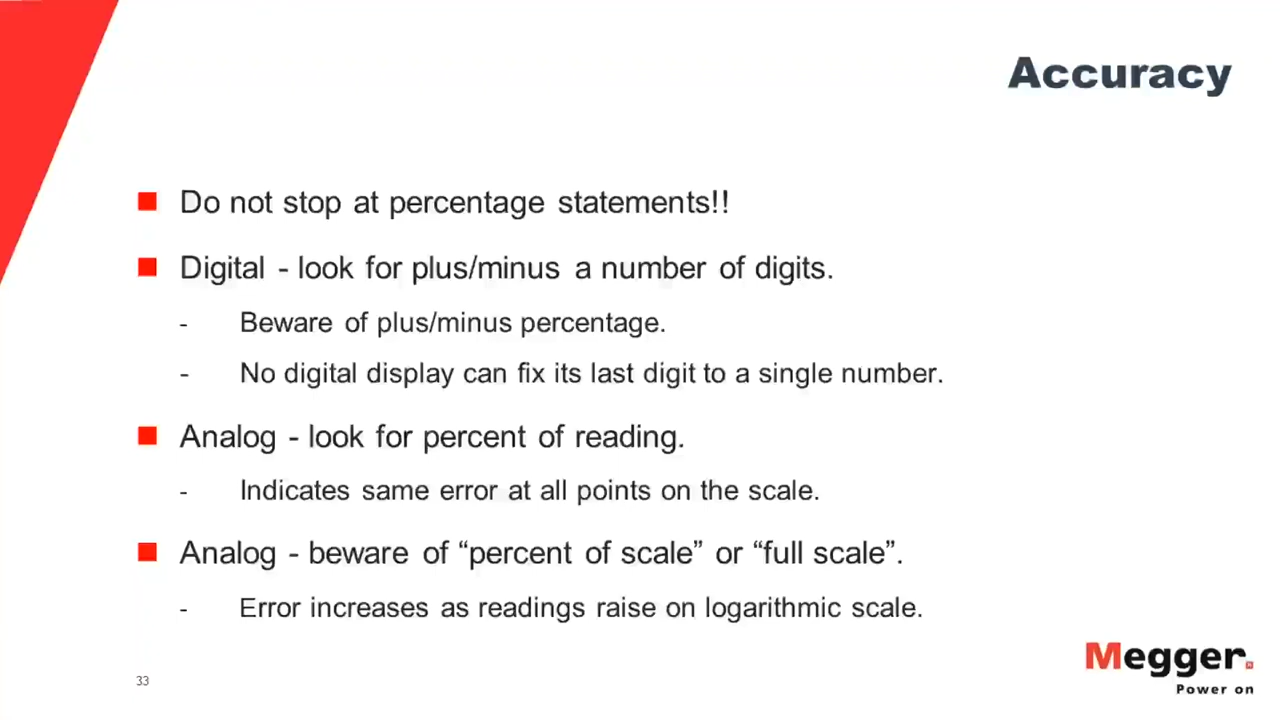 Accuracy
Do not stop at percentage statements!!
Digital - look for plus/minus a number of digits.
- Beware of plus/minus percentage.
- No digital display can fix its last digit to a single number.
Analog - look for percent of reading.
- Indicates same error at all points on the scale.
Analog - beware of “percent of scale” or “full scale”.
- Error increases as readings raise on logarithmic scale.
Megger.
Power on
33